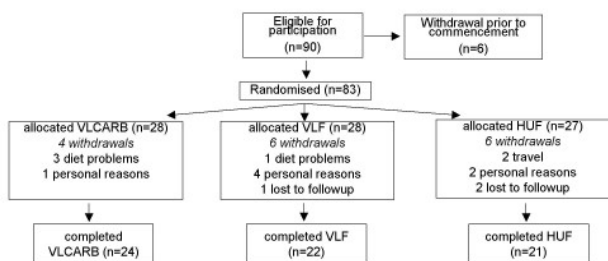 Eligible for
participation
(n=90)
Withdrawal prior to
commencement
(n=6)
Randomised (n=83)
allocated VLCARB (n=28)
4 withdrawals
3 diet problems
1 personal reasons
allocated VLF (n=28)
6 withdrawals
1 diet problems
4 personal reasons
1 lost to followup
allocated HUF (n=27)
6 withdrawals
2 travel
2 personal reasons
2 lost to followup
completed
VLCARB (n=24)
completed VLF
(n=22)
completed HUF
(n=21)